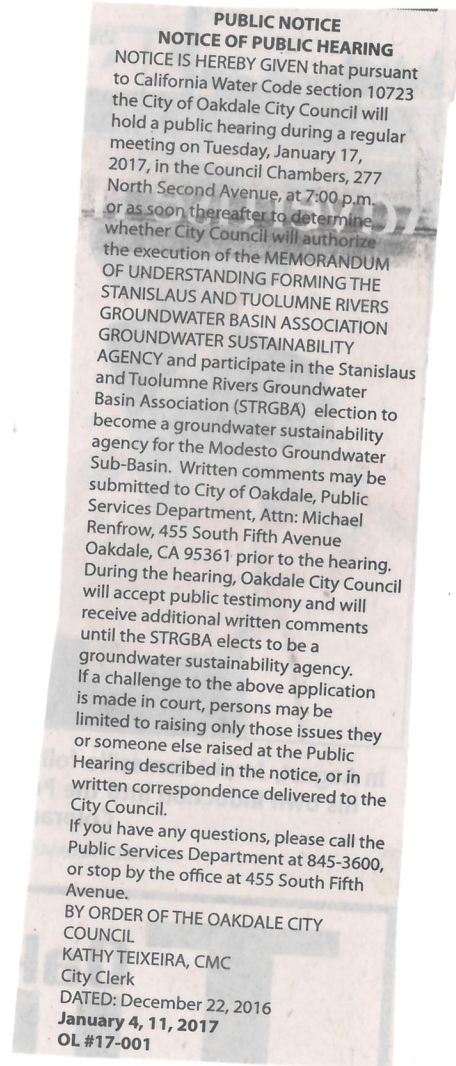 PUBLIC NOTICE
NOTICE OF PUBLIC HEARING
NOTICE IS HEREBY GIVEN that pursuant
to California Water Code section 10723
the City of Oakdale City Council will
hold a public hearing during a regular
meeting on Tuesday, January 17,
2017, in the Council Chambers, 277
North Second Avenue, at 7:00 p.m.
or as soon thereafter to determine
whether City Council will authorize
the execution of the MEMORANDUM
OF UNDERSTANDING FORMING THE
STANISLAUS AND TUOLUMNE RIVERS
GROUNDWATER BASIN ASSOCIATION
GROUNDWATER SUSTAINABILITY
AGENCY and participate in the Stanislaus
and Tuolumne Rivers Groundwater
Basin Association (STRGBA) election to
become a groundwater sustainability
agency for the Modesto Groundwater
Sub-Basin. Written comments may be
submitted to City of Oakdale, Public
Services Department, Attn: Michael
Renfrow, 455 South Fifth Avenue
Oakdale, CA 95361 prior to the hearing.
During the hearing, Oakdale City Council
will accept public testimony and will
receive additional written comments
until the STRGBA elects to be a
groundwater sustainability agency.
If a challenge to the above application
is made in court, persons may be
limited to raising only those issues they
or someone else raised at the Public
Hearing described in the notice, or in
written correspondence delivered to the
City Council.
If you have any questions, please call the
Public Services Department at 845-3600,
or stop by the office at 455 South Fifth
Avenue.
BY ORDER OF THE OAKDALE CITY
COUNCIL
KATHY TEIXEIRA, CMC
City Clerk
DATED: December 22, 2016
January 4, 11, 2017
OL #17-001